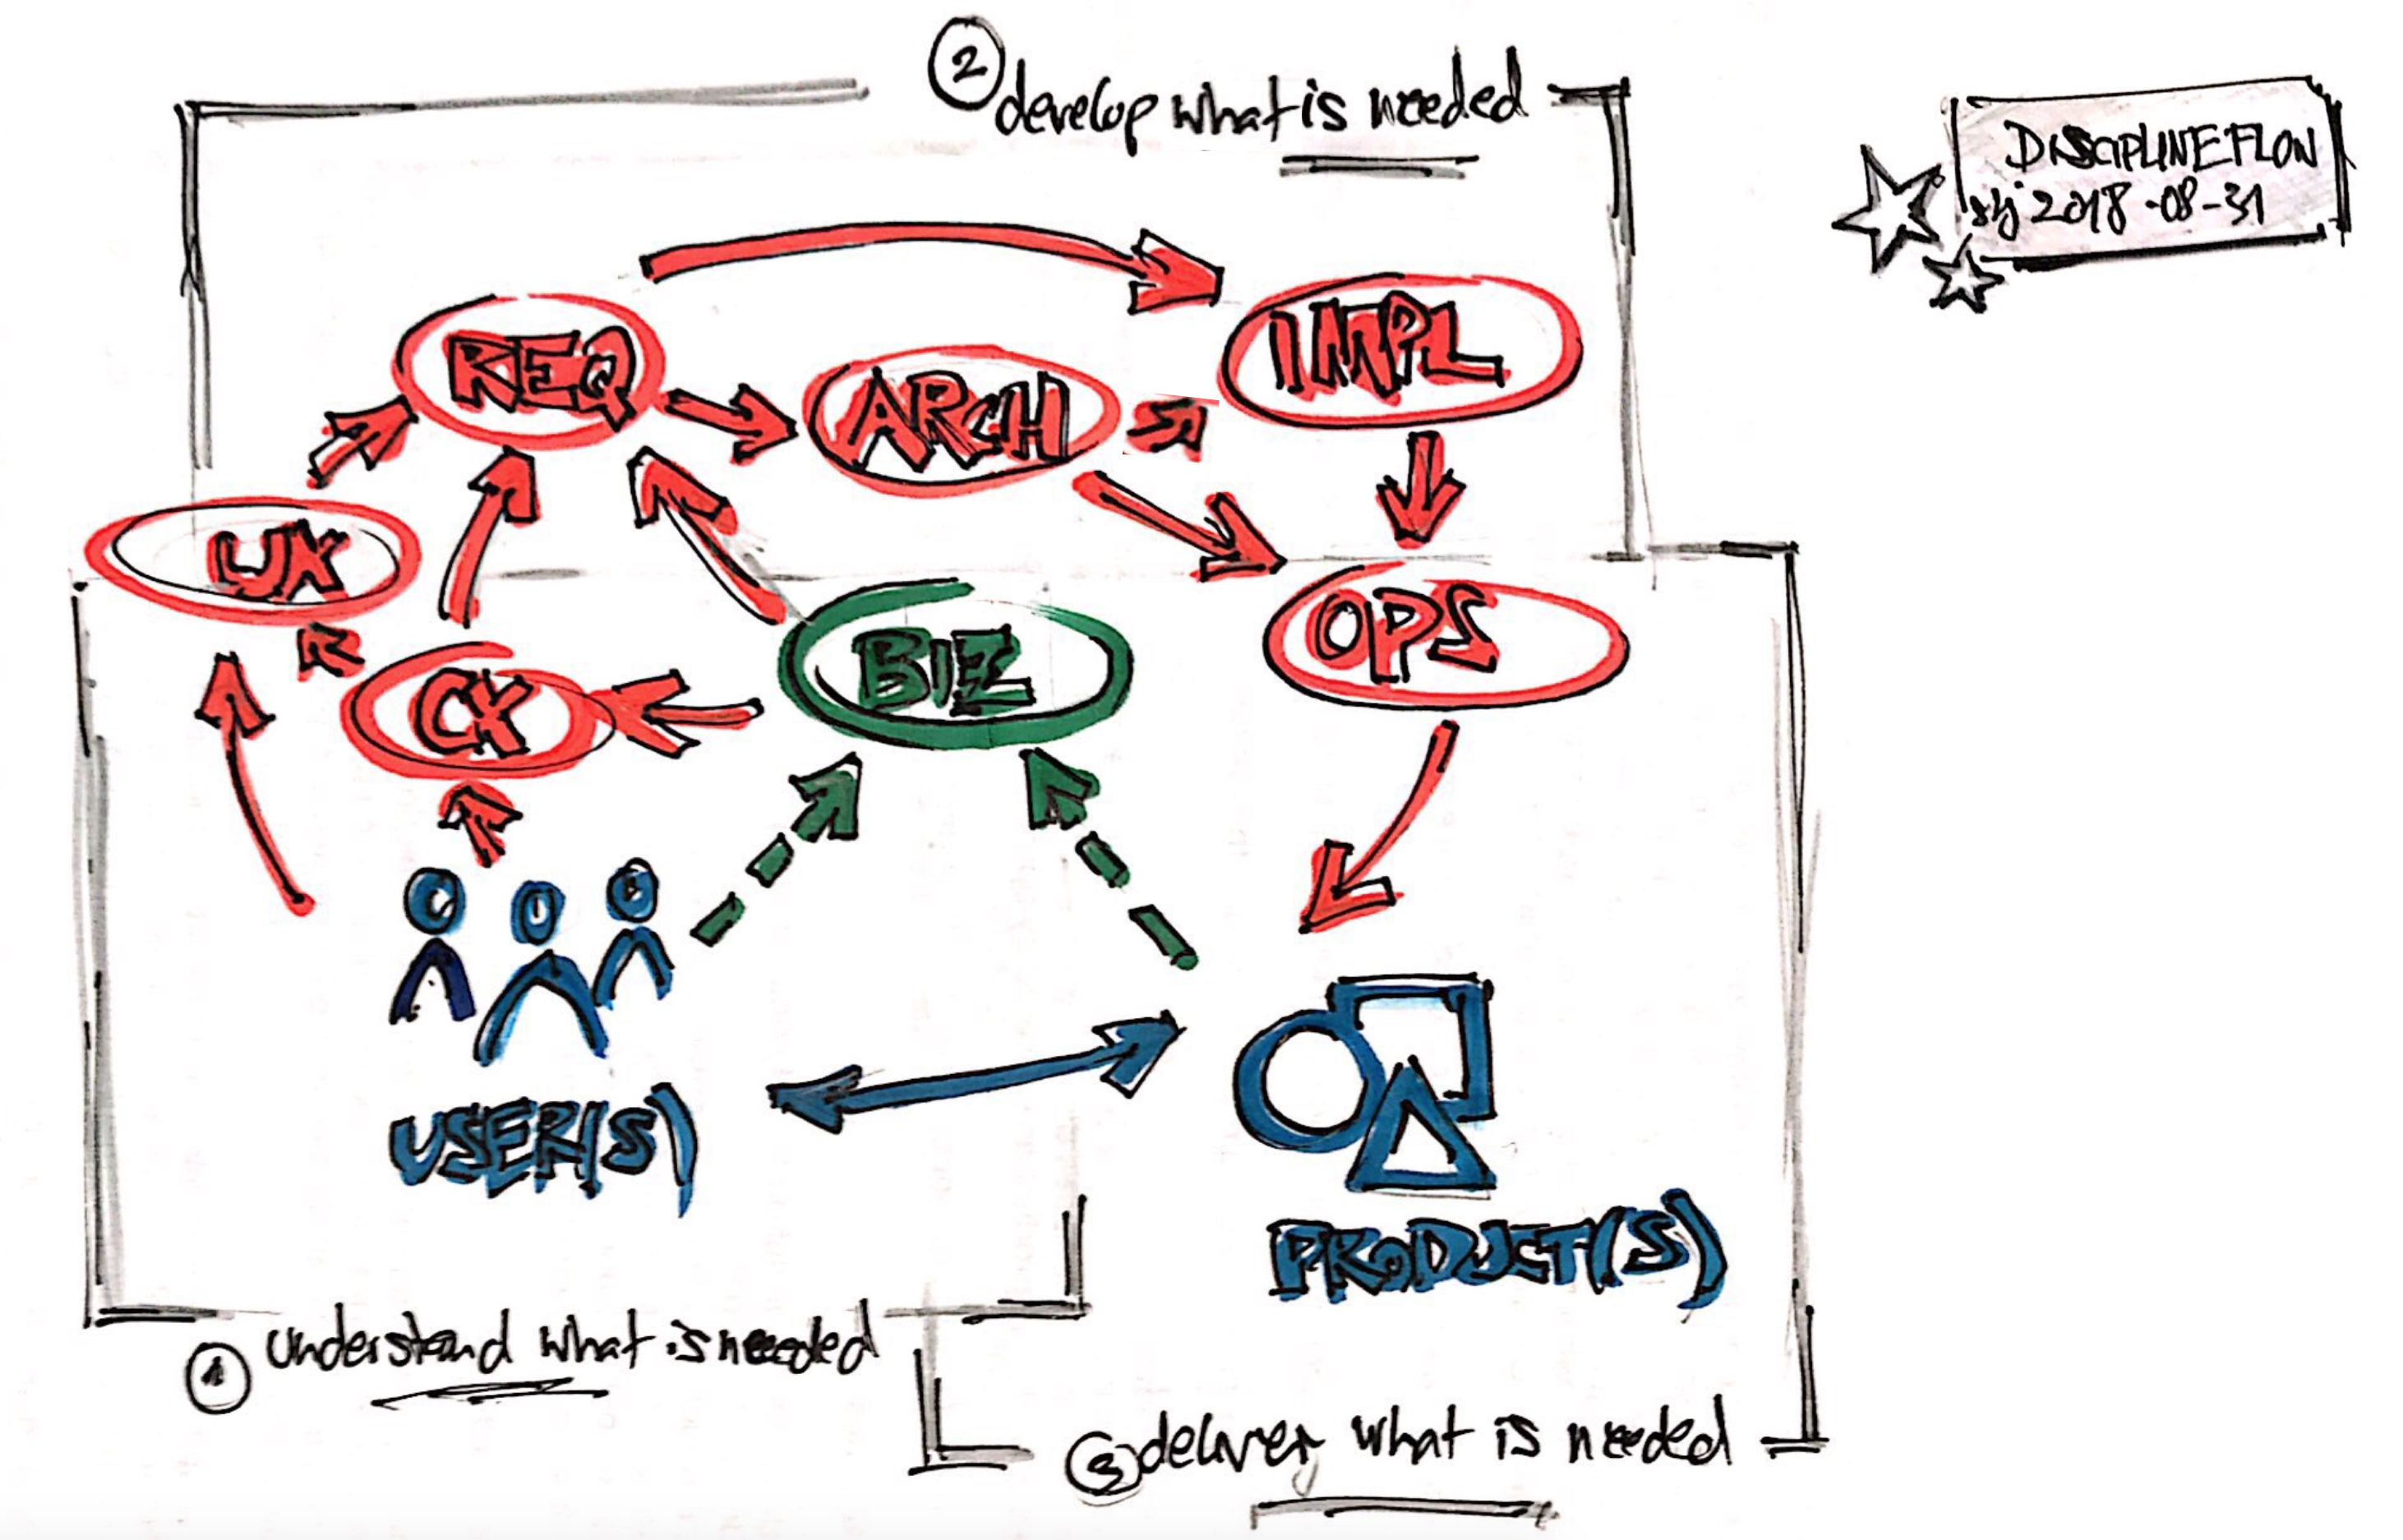 ② develop what is needed
DISCIPLINE FLOW
2018-08-31
REQ
IMPL
ARCH
UX
BIZ
OPS
CX
USER(S)
PRODUCT(S)
① understand what is needed
③ deliver what is needed